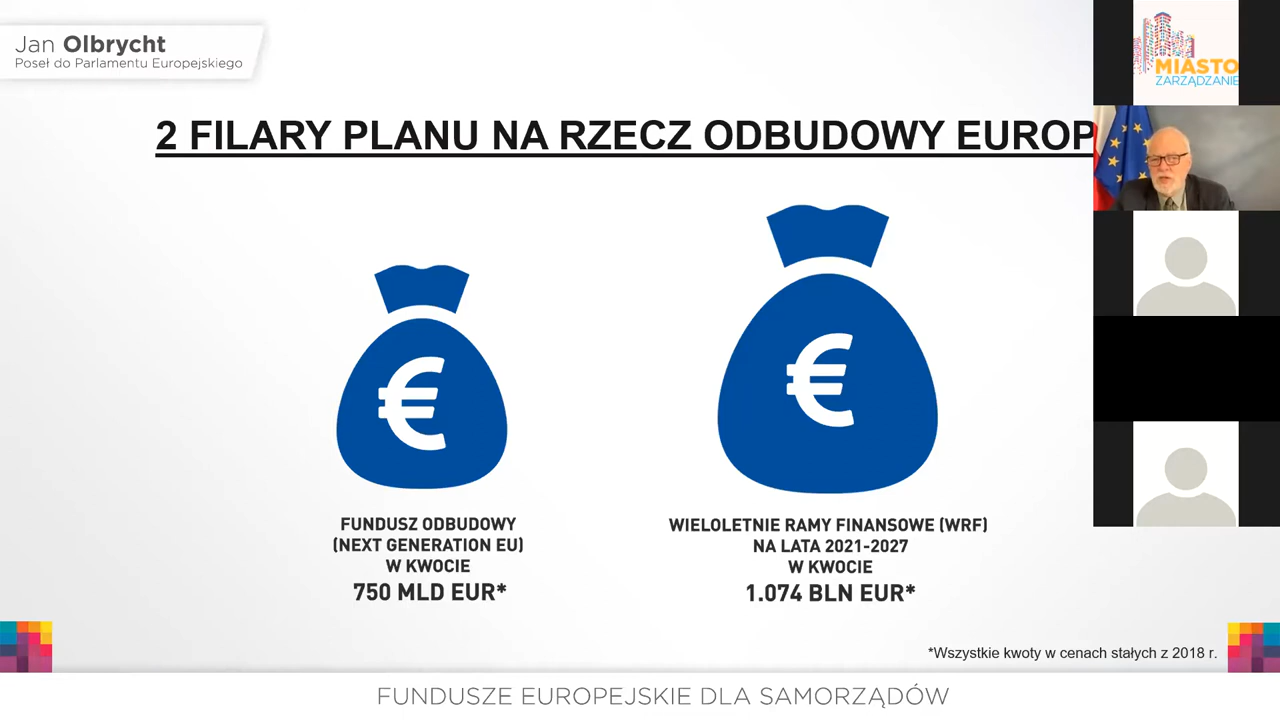 Jan Olbrycht
Poseł do Parlamentu Europejskiego
MIASTO
ZARZĄDZANIE
2 FILARY PLANU NA RZECZ ODBUDOWY EUROP
€
€
FUNDUSZ ODBUDOWY
(NEXT GENERATION EU)
W KWOCIE
750 MLD EUR*
WIELOLETNIE RAMY FINANSOWE (WRF)
NA LATA 2021-2027
W KWOCIE
1.074 BLN EUR*
*Wszystkie kwoty w cenach stałych z 2018 r.
FUNDUSZE EUROPEJSKIE DLA SAMORZĄDÓW